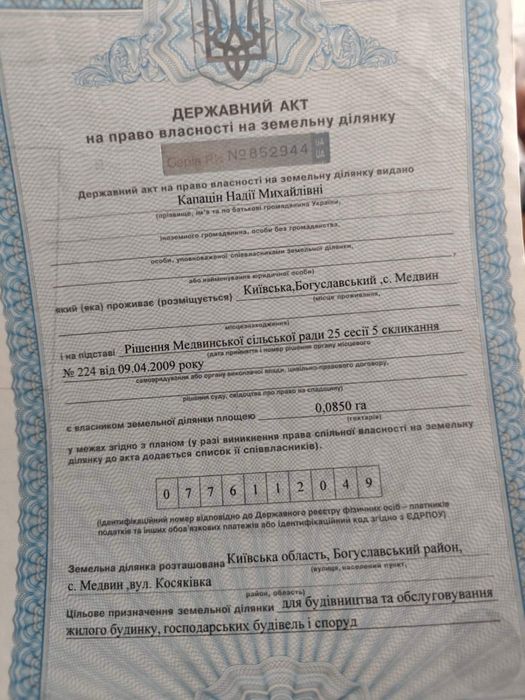 ДЕРЖАВНИЙ АКТ
на право власності на земельну ділянку
Серія №852944 UA
UA
Державний акт на право власності на земельну ділянку видано
Капацін Надії Михайлівні
(прізвище, ім'я та по батькові громадянина України,
іноземного громадянина, особи без громадянства,
особи, уповноваженої співвласниками земельної ділянки,
або найменування юридичної особи)
який (яка) проживає (розміщується) Київська,Богуславський ,с. Медвин
(місце проживання,
місцезнаходження)
і на підставі Рішення Медвинської сільської ради 25 сесії 5 скликання
(дата прийняття і номер рішення органу місцевого
№ 224 від 09.04.2009 року
самоврядування або органу виконавчої влади, цивільно-правового договору,
рішення суду, свідоцтва про право на спадщину)
є власником земельної ділянки площею 0,0850 га
(гектарів)
у межах згідно з планом (у разі виникнення права спільної власності на земельну
ділянку до акта додається список її співвласників).
0 7 7 6 1 1 2 0 4 9
(ідентифікаційний номер відповідно до Державного реєстру фізичних осіб – платників
податків та інших обов'язкових платежів або ідентифікаційний код згідно з ЄДРПОУ)
Земельна ділянка розташована Київська область, Богуславський район,
(вулиця, населений пункт,
с. Медвин ,вул. Косяківка
район, область)
Цільове призначення земельної ділянки для будівництва та обслуговування
жилого будинку, господарських будівель і споруд